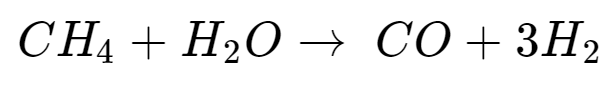 CH₄ + H₂O → CO + 3H₂